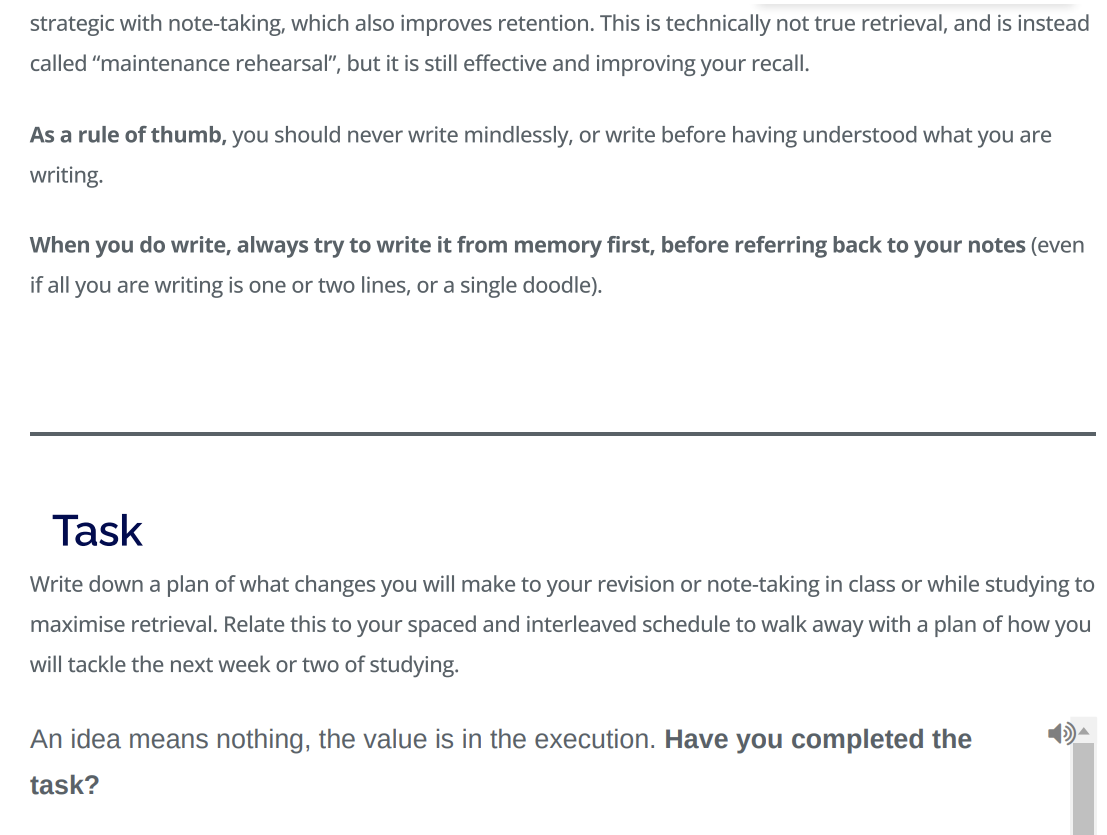 strategic with note-taking, which also improves retention. This is technically not true retrieval, and is instead
called “maintenance rehearsal”, but it is still effective and improving your recall.
As a rule of thumb, you should never write mindlessly, or write before having understood what you are
writing.
When you do write, always try to write it from memory first, before referring back to your notes (even
if all you are writing is one or two lines, or a single doodle).
Task
Write down a plan of what changes you will make to your revision or note-taking in class or while studying to
maximise retrieval. Relate this to your spaced and interleaved schedule to walk away with a plan of how you
will tackle the next week or two of studying.
An idea means nothing, the value is in the execution. Have you completed the
task?